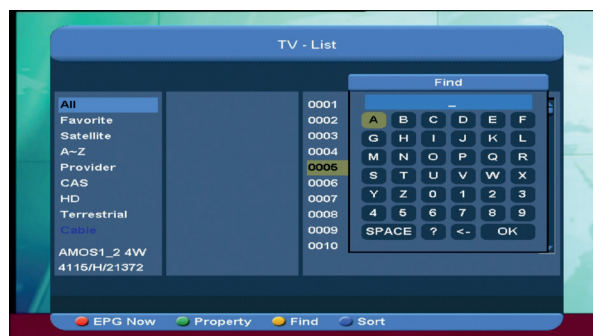 TV - List
Find
All
Favorite
Satellite
A~Z
Provider
CAS
HD
Terrestrial
Cable
AMOS1_2 4W
4115/H/21372
0001
0002
0003
0004
0005
0006
0007
0008
0009
0010
_
A B C D E F
G H I J K L
M N O P Q R
S T U V W X
Y Z 0 1 2 3
4 5 6 7 8 9
SPACE ? <- OK
EPG Now Property Find Sort